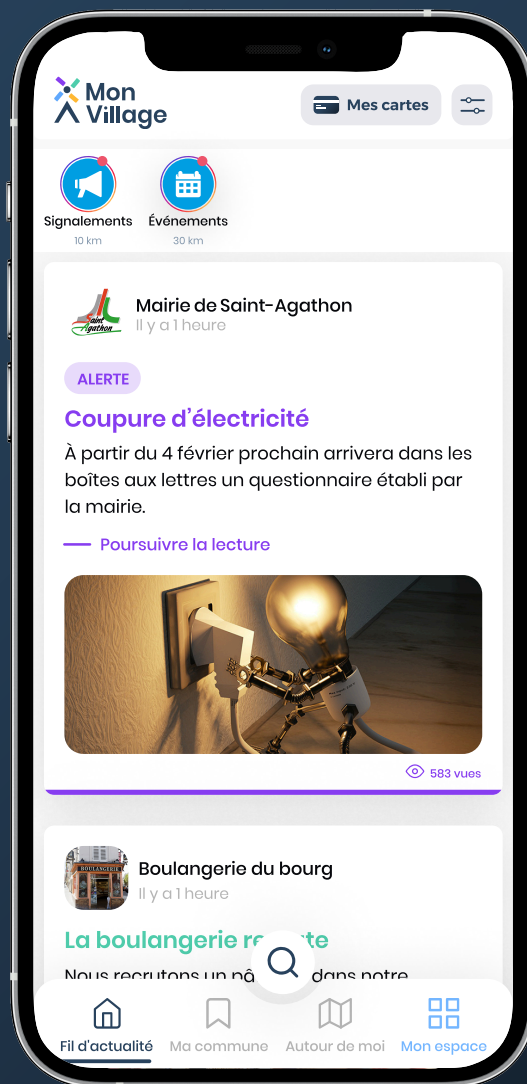 Mon
Village
Mes cartes
Signalements
10 km
Événements
30 km
Saint
Agathon
Mairie de Saint-Agathon
Il y a 1 heure
ALERTE
Coupure d’électricité
À partir du 4 février prochain arrivera dans les
boîtes aux lettres un questionnaire établi par
la mairie.
Poursuivre la lecture
583 vues
BOULANGERIE
Boulangerie du bourg
Il y a 1 heure
La boulangerie
Nous recrutons un dans notre
Fil d'actualité
Ma commune
Autour de moi
Mon espace